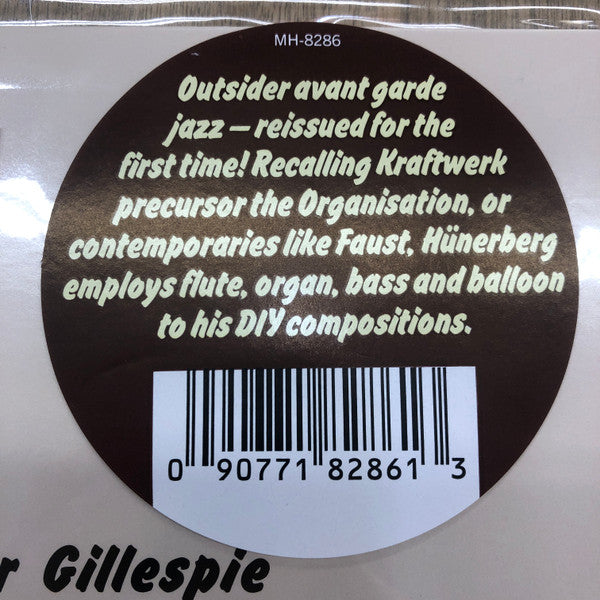 MH-8286
Outsider avant garde
jazz – reissued for the
first time! Recalling Kraftwerk
precursor the Organisation, or
contemporaries like Faust, Hünerberg
employs flute, organ, bass and balloon
to his DIY compositions.
0 90771 82861 3
r Gillespie